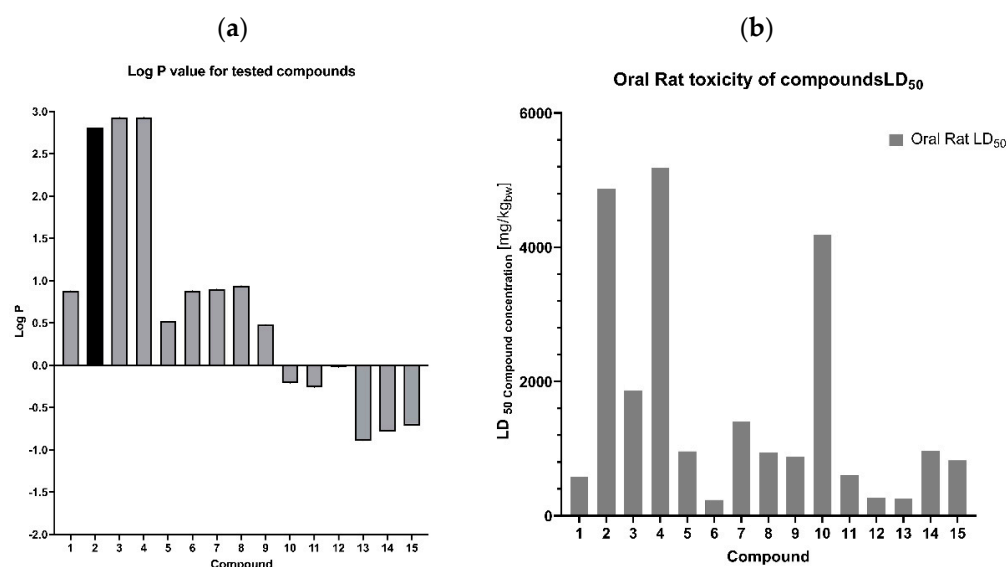 (a)
Log P value for tested compounds
3.0
2.5
2.0
1.5
1.0
0.5
0.0
-0.5
-1.0
-1.5
-2.0
Log P
1 2 3 4 5 6 7 8 9 10 11 12 13 14 15
Compound
(b)
Oral Rat toxicity of compoundsLD50
Oral Rat LD50
6000
4000
2000
0
LD 50 Compound concentration [mg/kgbw]
1 2 3 4 5 6 7 8 9 10 11 12 13 14 15
Compound